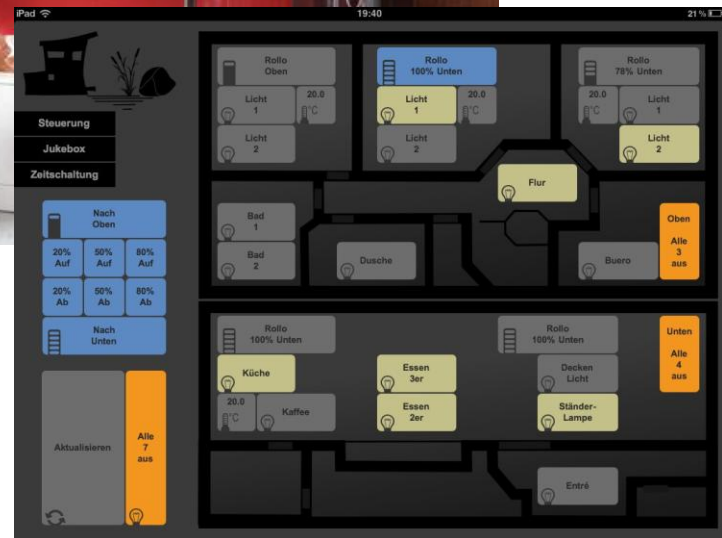 iPad 19:40 21 %
Steuerung
Jukebox
Zeitschaltung
Nach
Oben
20%
Auf
50%
Auf
80%
Auf
20%
Ab
50%
Ab
80%
Ab
Nach
Unten
Aktualisieren
Alle
7
aus
Rollo
Oben
Licht
1
20.0
°C
Licht
2
Rollo
100% Unten
Licht
1
20.0
°C
Licht
2
Rollo
78% Unten
20.0
°C
Licht
1
Licht
2
Flur
Bad
1
Bad
2
Dusche
Buero
Oben
Alle
3
aus
Rollo
100% Unten
Rollo
100% Unten
Unten
Alle
4
aus
Küche
Essen
3er
Decken
Licht
20.0
°C
Kaffee
Essen
2er
Ständer-
Lampe
Entré